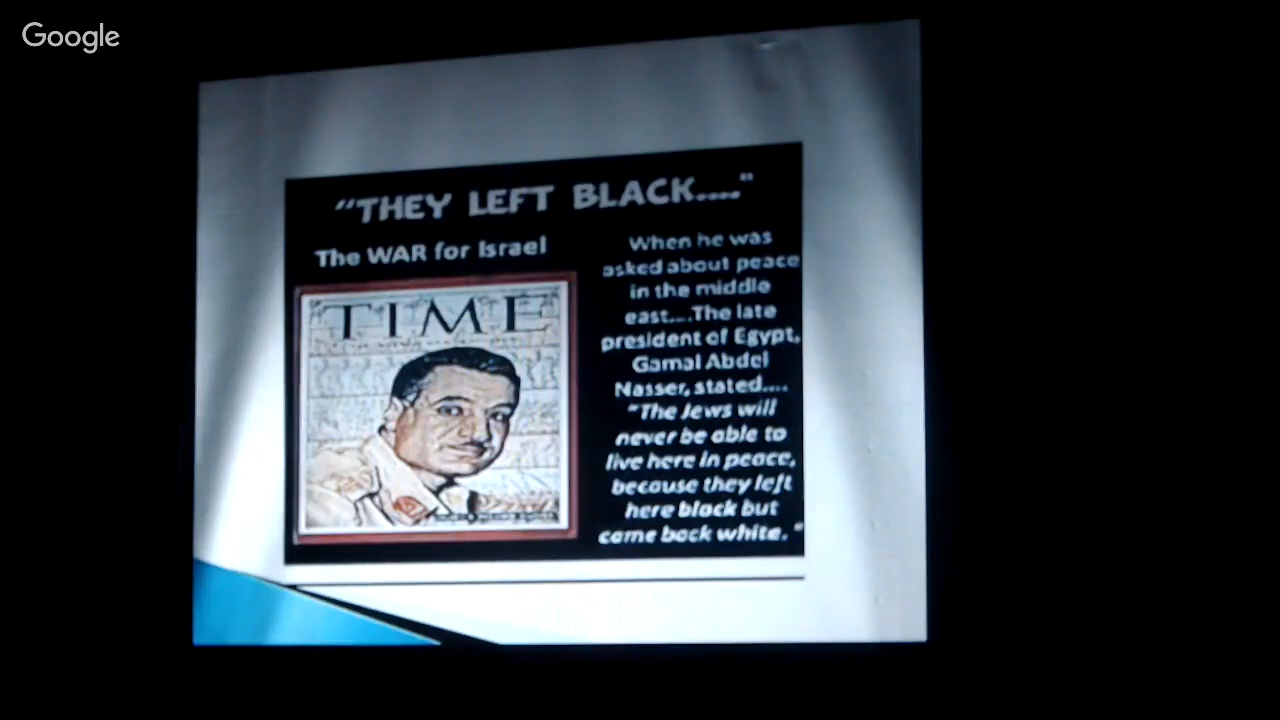 Google
“THEY LEFT BLACK...."
The WAR for Israel
TIME
When he was
asked about peace
in the middle
east....The late
president of Egypt,
Gamal Abdel
Nasser, stated....
"The Jews will
never be able to
live here in peace,
because they left
here black but
came back white. "